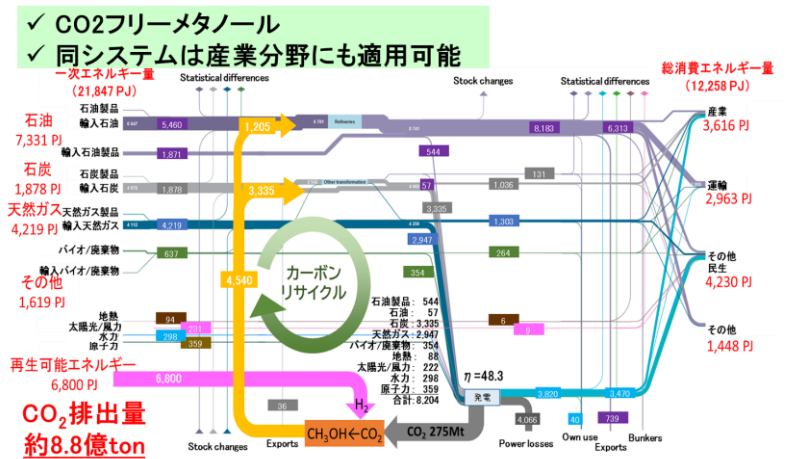 ✓ CO2フリーメタノール
✓ 同システムは産業分野にも適用可能
一次エネルギー量
(21,847 PJ)
Statistical differences
Stock changes
Statistical differences
総消費エネルギー量
(12,258 PJ)
石油
7,331 PJ
石油製品
輸入石油
5,460
1,205
Refineries
8,183
6,313
産業
3,616 PJ
輸入石油製品
1,871
544
石炭
1,878 PJ
石炭製品
輸入石炭
1,878
3,335
Other transformation
57
131
1,036
運輸
2,963 PJ
3,335
天然ガス
4,219 PJ
天然ガス製品
輸入天然ガス
4,219
2,947
1,303
バイオ/廃棄物
637
354
264
その他
民生
4,230 PJ
輸入バイオ/廃棄物
その他
1,619 PJ
4,540
カーボン
リサイクル
地熱
94
太陽光/風力
231
水力
298
原子力
359
石油製品: 544
石油: 57
石炭: 3,335
天然ガス: 2,947
バイオ/廃棄物: 354
地熱: 88
太陽光/風力: 222
水力: 298
原子力: 359
合計: 8,204
6
9
その他
1,448 PJ
再生可能エネルギー
6,800 PJ
6,800
H2
η=48.3
発電
3,820
3,470
CO2排出量
約8.8億ton
36
CH3OH←CO2
CO2 275Mt
4,066
40
739
Stock changes
Exports
Power losses
Own use
Exports
Bunkers